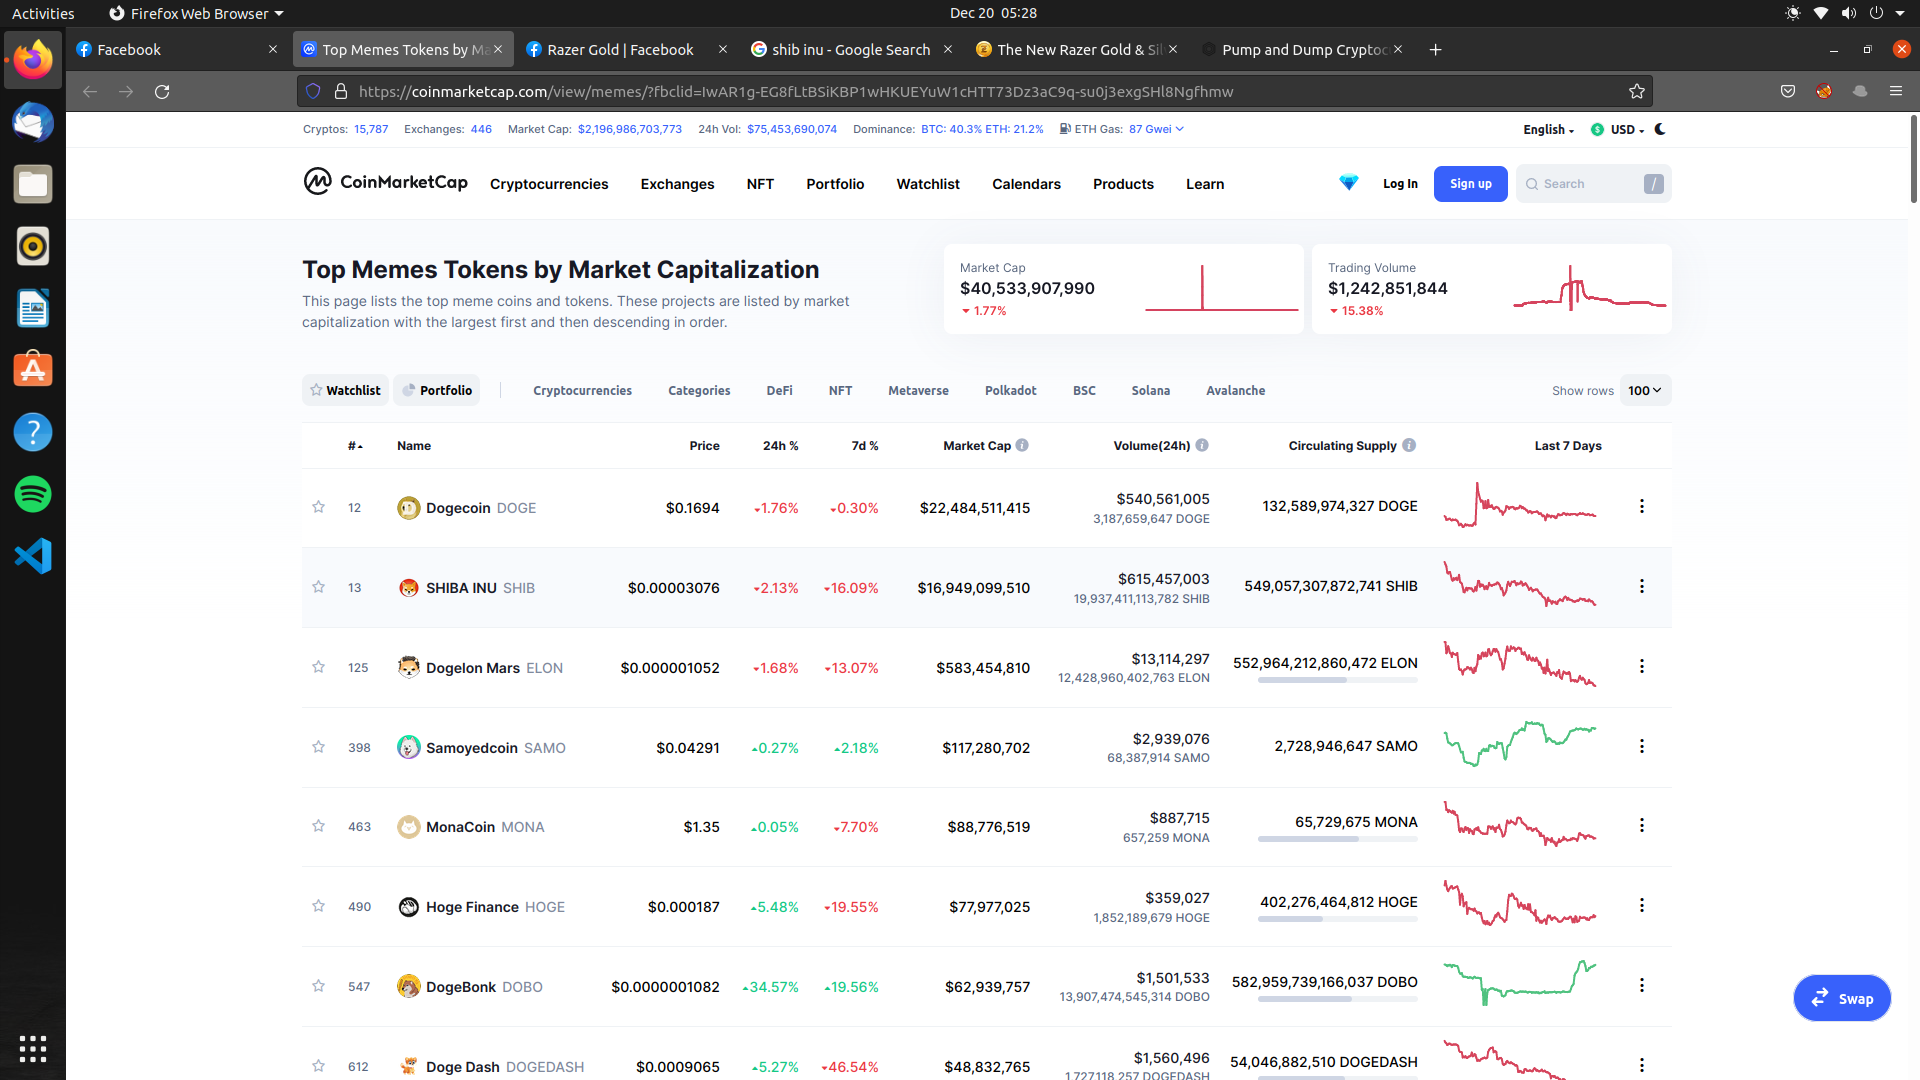 Activities Firefox Web Browser Dec 20 05:28
Facebook Top Memes Tokens by Ma Razer Gold | Facebook shib inu - Google Search The New Razer Gold & Sil Pump and Dump Cryptoc
https://coinmarketcap.com/view/memes/?fbclid=IwAR1g-EG8fLtBSiKBP1wHKUEYuW1cHTT73Dz3aC9q-su0j3exgSHl8Ngfhmw
Cryptos: 15,787 Exchanges: 446 Market Cap: $2,196,986,703,773 24h Vol: $75,453,690,074 Dominance: BTC: 40.3% ETH: 21.2% ETH Gas: 87 Gwei English USD
CoinMarketCap Cryptocurrencies Exchanges NFT Portfolio Watchlist Calendars Products Learn Log In Sign up Search /
Top Memes Tokens by Market Capitalization
This page lists the top meme coins and tokens. These projects are listed by market
capitalization with the largest first and then descending in order.
Market Cap
$40,533,907,990
1.77%
Trading Volume
$1,242,851,844
15.38%
Watchlist Portfolio Cryptocurrencies Categories DeFi NFT Metaverse Polkadot BSC Solana Avalanche Show rows 100
# Name Price 24h % 7d % Market Cap Volume(24h) Circulating Supply Last 7 Days
12 Dogecoin DOGE $0.1694 1.76% 0.30% $22,484,511,415 $540,561,005 132,589,974,327 DOGE
3,187,659,647 DOGE
13 SHIBA INU SHIB $0.00003076 2.13% 16.09% $16,949,099,510 $615,457,003 549,057,307,872,741 SHIB
19,937,411,113,782 SHIB
125 Dogelon Mars ELON $0.000001052 1.68% 13.07% $583,454,810 $13,114,297 552,964,212,860,472 ELON
12,428,960,402,763 ELON
398 Samoyedcoin SAMO $0.04291 0.27% 2.18% $117,280,702 $2,939,076 2,728,946,647 SAMO
68,387,914 SAMO
463 MonaCoin MONA $1.35 0.05% 7.70% $88,776,519 $887,715 65,729,675 MONA
657,259 MONA
490 Hoge Finance HOGE $0.000187 5.48% 19.55% $77,977,025 $359,027 402,276,464,812 HOGE
1,852,189,679 HOGE
547 DogeBonk DOBO $0.0000001082 34.57% 19.56% $62,939,757 $1,501,533 582,959,739,166,037 DOBO
13,907,474,545,314 DOBO
Swap
612 Doge Dash DOGEDASH $0.0009065 5.27% 46.54% $48,832,765 $1,560,496 54,046,882,510 DOGEDASH
1,727,118,257 DOGEDASH